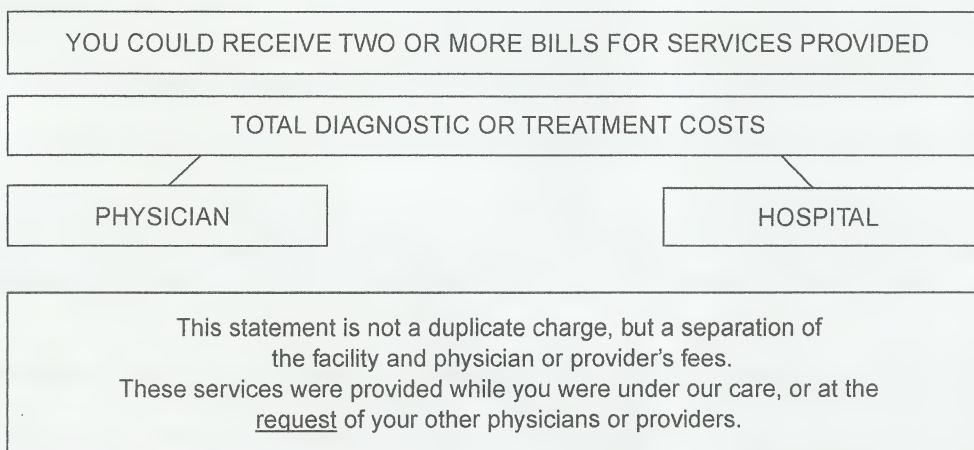 YOU COULD RECEIVE TWO OR MORE BILLS FOR SERVICES PROVIDED
TOTAL DIAGNOSTIC OR TREATMENT COSTS
PHYSICIAN
HOSPITAL
This statement is not a duplicate charge, but a separation of
the facility and physician or provider's fees.
These services were provided while you were under our care, or at the
request of your other physicians or providers.